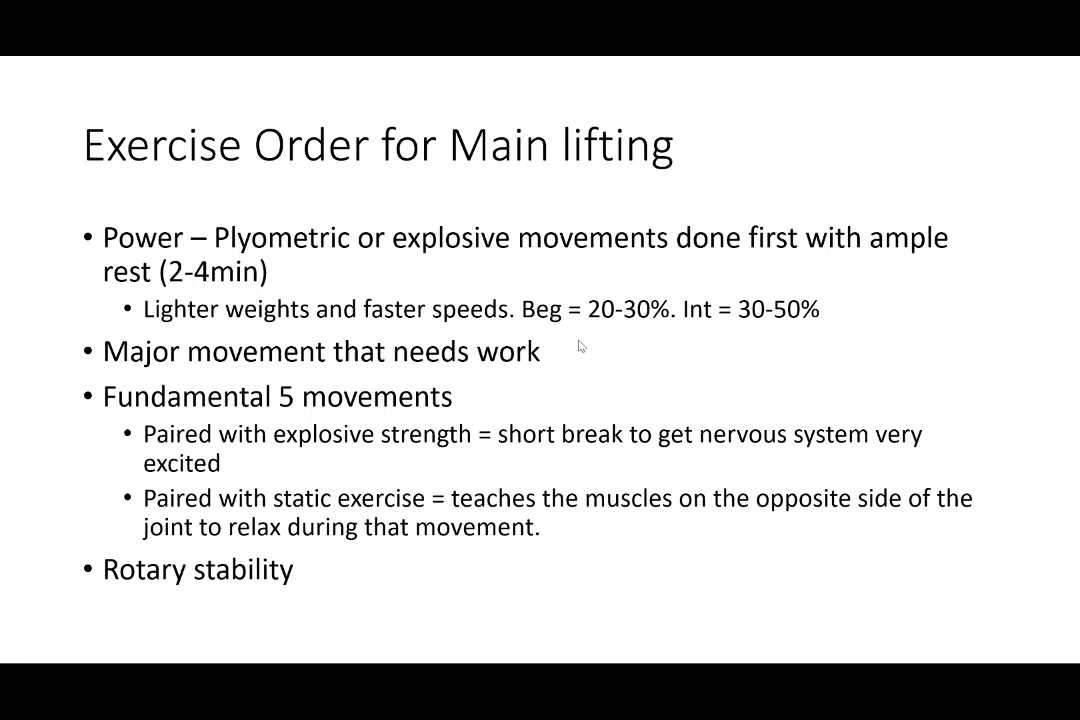 Exercise Order for Main lifting
• Power – Plyometric or explosive movements done first with ample
rest (2-4min)
• Lighter weights and faster speeds. Beg = 20-30%. Int = 30-50%
• Major movement that needs work
• Fundamental 5 movements
• Paired with explosive strength = short break to get nervous system very
excited
• Paired with static exercise = teaches the muscles on the opposite side of the
joint to relax during that movement.
• Rotary stability